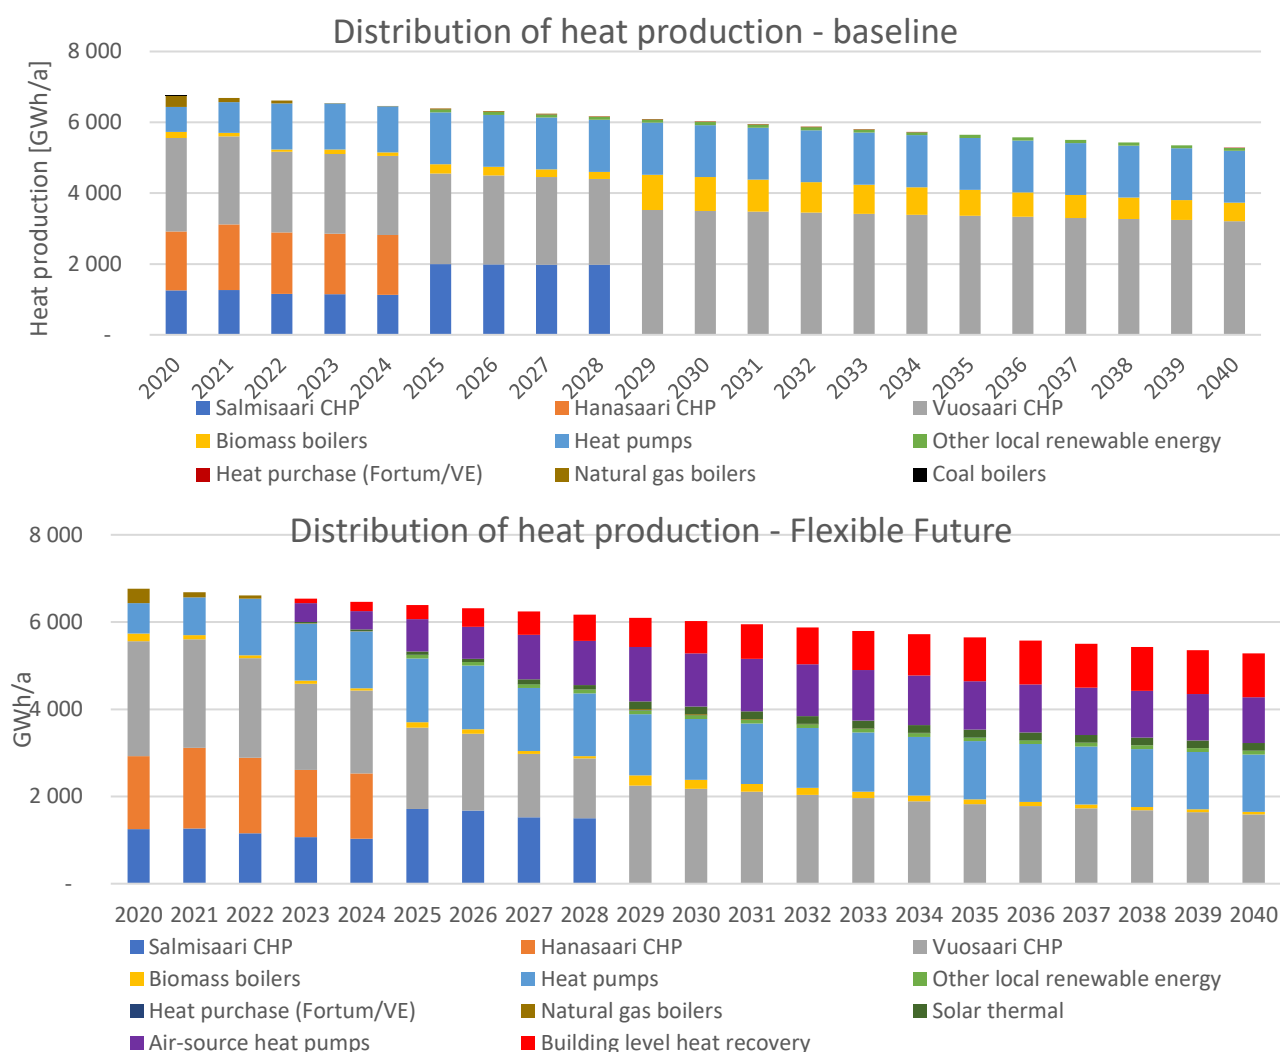 Distribution of heat production - baseline
Heat production [GWh/a]
8 000
6 000
4 000
2 000
-
2020 2021 2022 2023 2024 2025 2026 2027 2028 2029 2030 2031 2032 2033 2034 2035 2036 2037 2038 2039 2040
Salmisaari CHP Hanasaari CHP Vuosaari CHP
Biomass boilers Heat pumps Other local renewable energy
Heat purchase (Fortum/VE) Natural gas boilers Coal boilers
Distribution of heat production - Flexible Future
GWh/a
8 000
6 000
4 000
2 000
-
2020 2021 2022 2023 2024 2025 2026 2027 2028 2029 2030 2031 2032 2033 2034 2035 2036 2037 2038 2039 2040
Salmisaari CHP Hanasaari CHP Vuosaari CHP
Biomass boilers Heat pumps Other local renewable energy
Heat purchase (Fortum/VE) Natural gas boilers Solar thermal
Air-source heat pumps Building level heat recovery